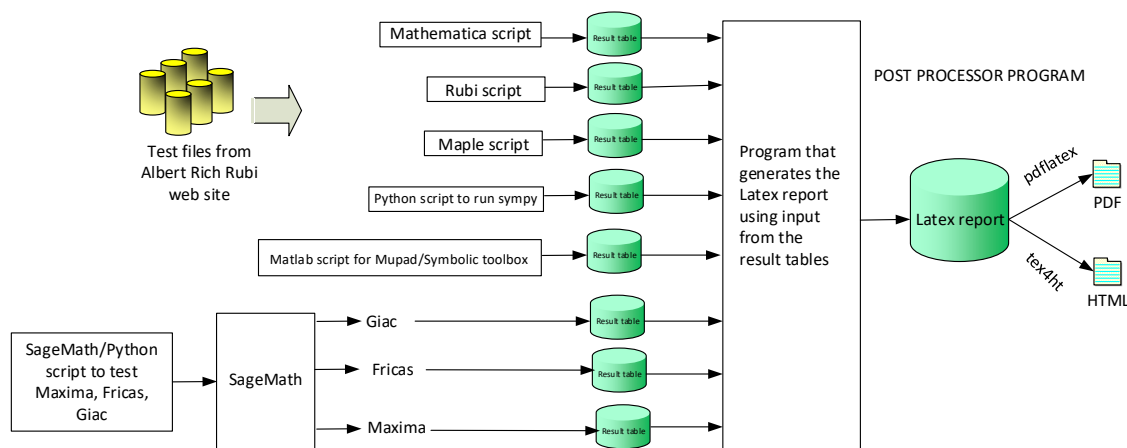 Mathematica script
Result table
Rubi script
Result table
Maple script
Result table
Python script to run sympy
Result table
Matlab script for Mupad/Symbolic toolbox
Result table
Test files from
Albert Rich Rubi
web site
SageMath/Python
script to test
Maxima, Fricas,
Giac
SageMath
Giac
Result table
Fricas
Result table
Maxima
Result table
Program that
generates the
Latex report
using input
from the
result tables
POST PROCESSOR PROGRAM
Latex report
pdflatex
PDF
tex4ht
HTML